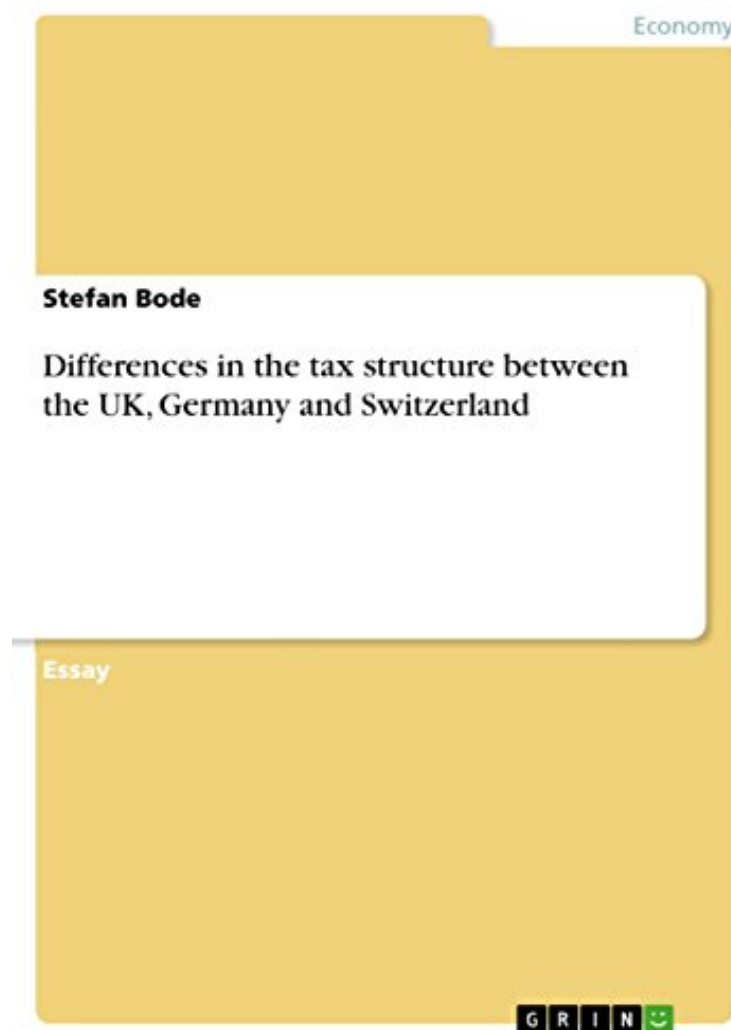 Economy
Stefan Bode
Differences in the tax structure between
the UK, Germany and Switzerland
Essay
GRIN